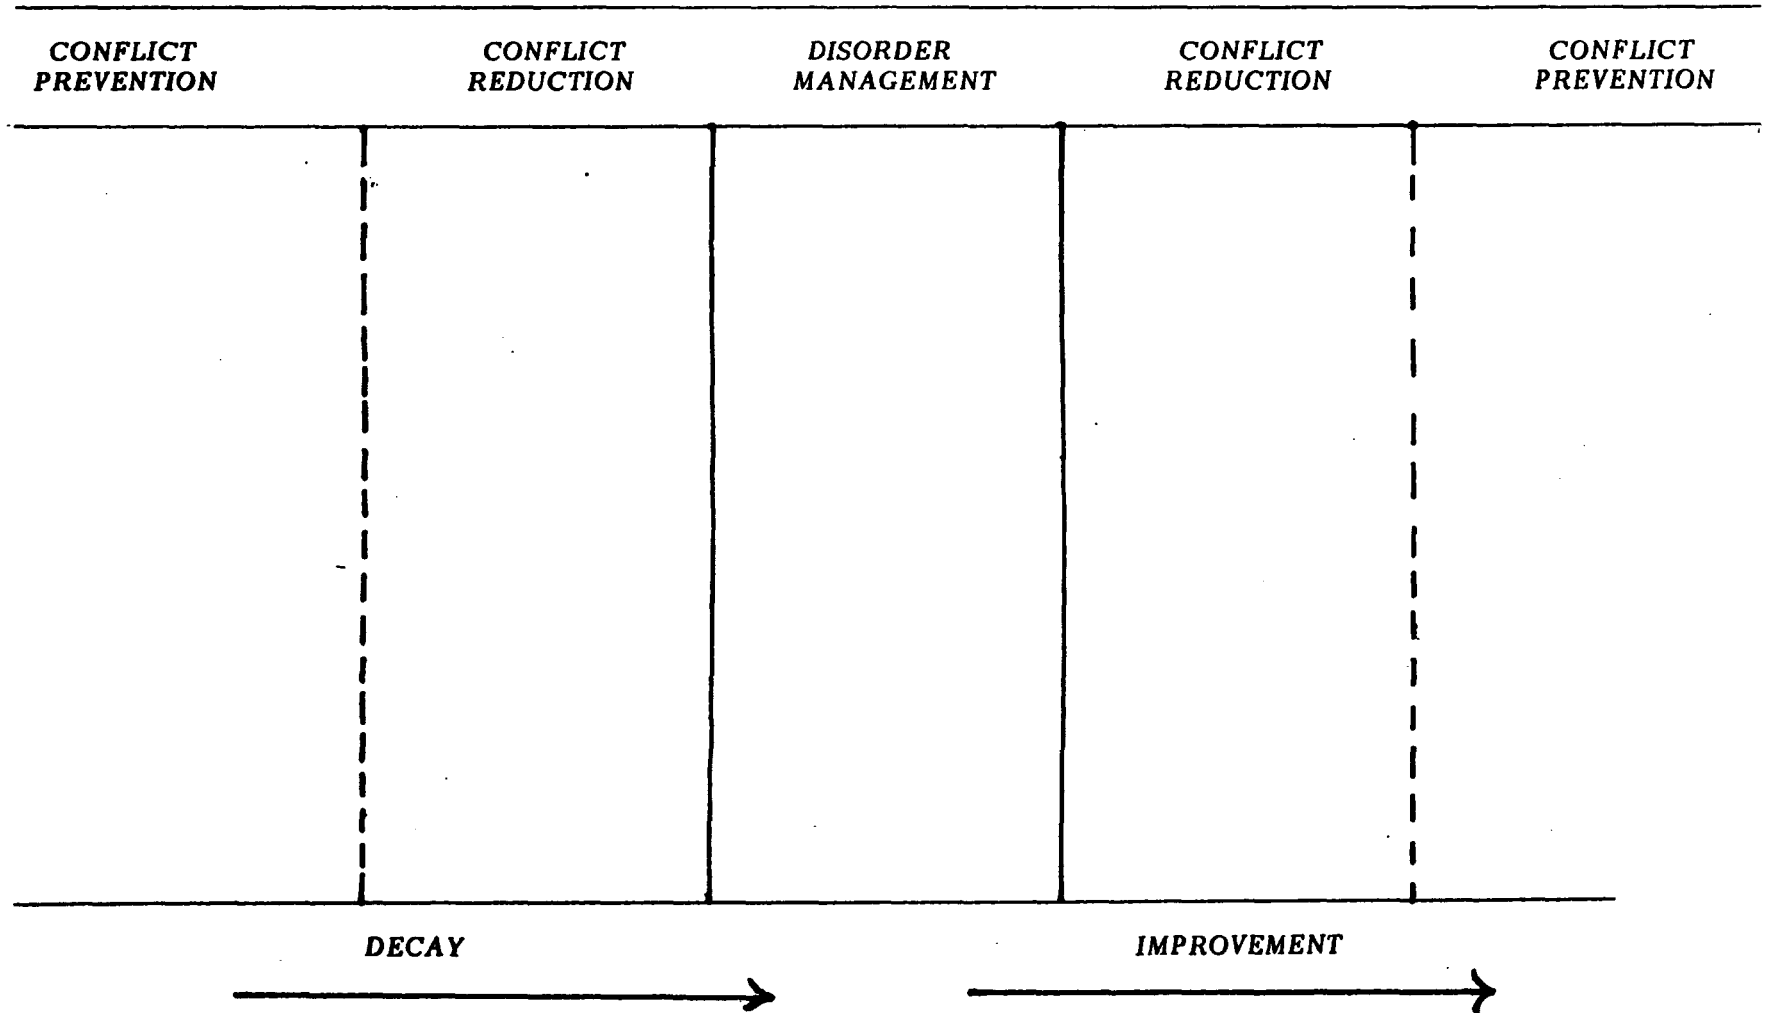 CONFLICT
PREVENTION
CONFLICT
REDUCTION
DISORDER
MANAGEMENT
CONFLICT
REDUCTION
CONFLICT
PREVENTION
DECAY
IMPROVEMENT